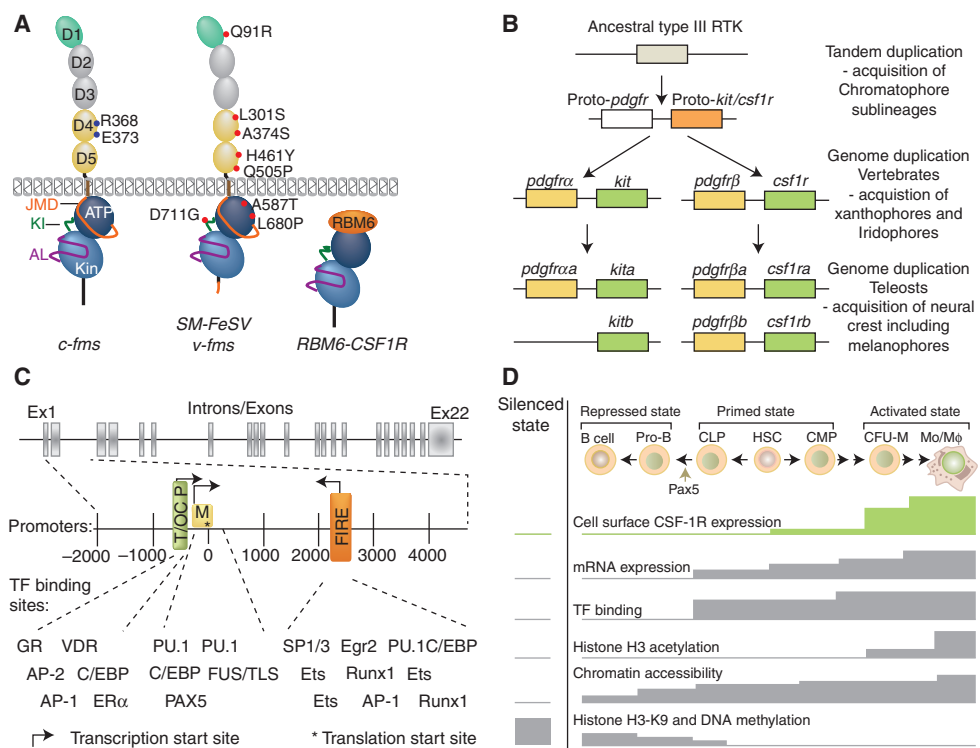 A
D1
Q91R
D2
D3
L301S
D4
R368
E373
A374S
D5
H461Y
Q505P
JMD
ATP
KI
D711G
A587T
L680P
RBM6
AL
Kin
c-fms
SM-FeSV
v-fms
RBM6-CSF1R
B
Ancestral type III RTK
Tandem duplication
- acquisition of
Chromatophore
sublineages
Proto-pdgfr
Proto-kit/csf1r
Genome duplication
Vertebrates
- acquistion of
xanthophores and
Iridophores
pdgfrα
kit
pdgfrβ
csf1r
Genome duplication
Teleosts
- acquisition of neural
crest including
melanophores
pdgfrαa
kita
pdgfrβa
csf1ra
kitb
pdgfrβb
csf1rb
C
Ex1
Introns/Exons
Ex22
Promoters:
T/OC P
M
*
FIRE
–2000
–1000
0
1000
2000
3000
4000
TF binding
sites:
GR VDR PU.1 PU.1 SP1/3 Egr2 PU.1C/EBP
AP-2 C/EBP C/EBP FUS/TLS Ets Runx1 Ets
AP-1 ERα PAX5 Ets AP-1 Runx1
Transcription start site
* Translation start site
D
Silenced
state
Repressed state
Primed state
Activated state
B cell
Pro-B
CLP
HSC
CMP
CFU-M
Mo/MΦ
Pax5
Cell surface CSF-1R expression
mRNA expression
TF binding
Histone H3 acetylation
Chromatin accessibility
Histone H3-K9 and DNA methylation